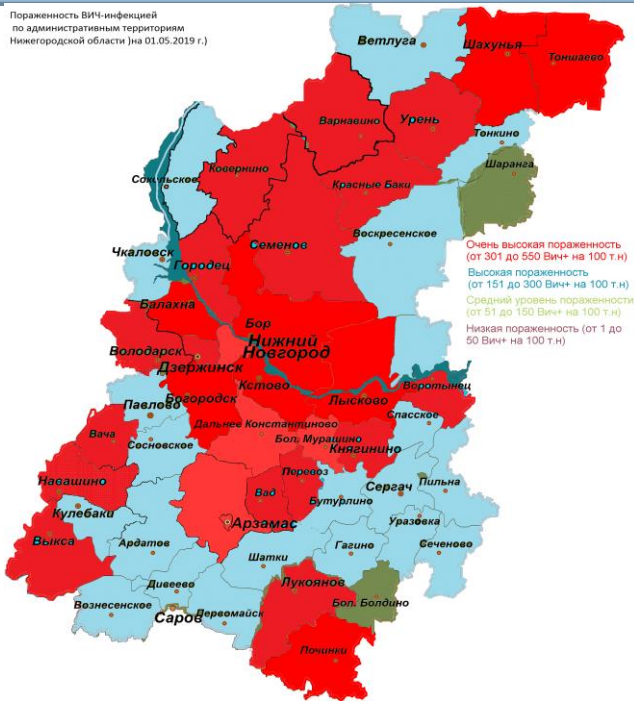 Пораженность ВИЧ-инфекцией
по административным территориям
Нижегородской области )на 01.05.2019 г.)
Ветлуга
Шахунья
Тоншаево
Варнавино
Урень
Тонкино
Шаранга
Ковернино
Сокольское
Красные Баки
Воскресенское
Семенов
Чкаловск
Городец
Очень высокая пораженность
(от 301 до 550 Вич+ на 100 т.н)
Высокая пораженность
(от 151 до 300 Вич+ на 100 т.н)
Средний уровень пораженности
(от 51 до 150 Вич+ на 100 т.н)
Низкая пораженность (от 1 до
50 Вич+ на 100 т.н)
Балахна
Бор
Нижний
Новгород
Володарск
Дзержинск
Кстово
Воротынец
Богородск
Лысково
Павлово
Спасское
Дальнее Константиново
Вача
Сосновское
Бол. Мурашино
Княгинино
Навашино
Перевоз
Сергач
Пильна
Вад
Бутурлино
Кулебаки
Арзамас
Уразовка
Выкса
Ардатов
Гагино
Сеченово
Шатки
Дивеево
Лукоянов
Вознесенское
Саров
Первомайск
Бол. Болдино
Починки